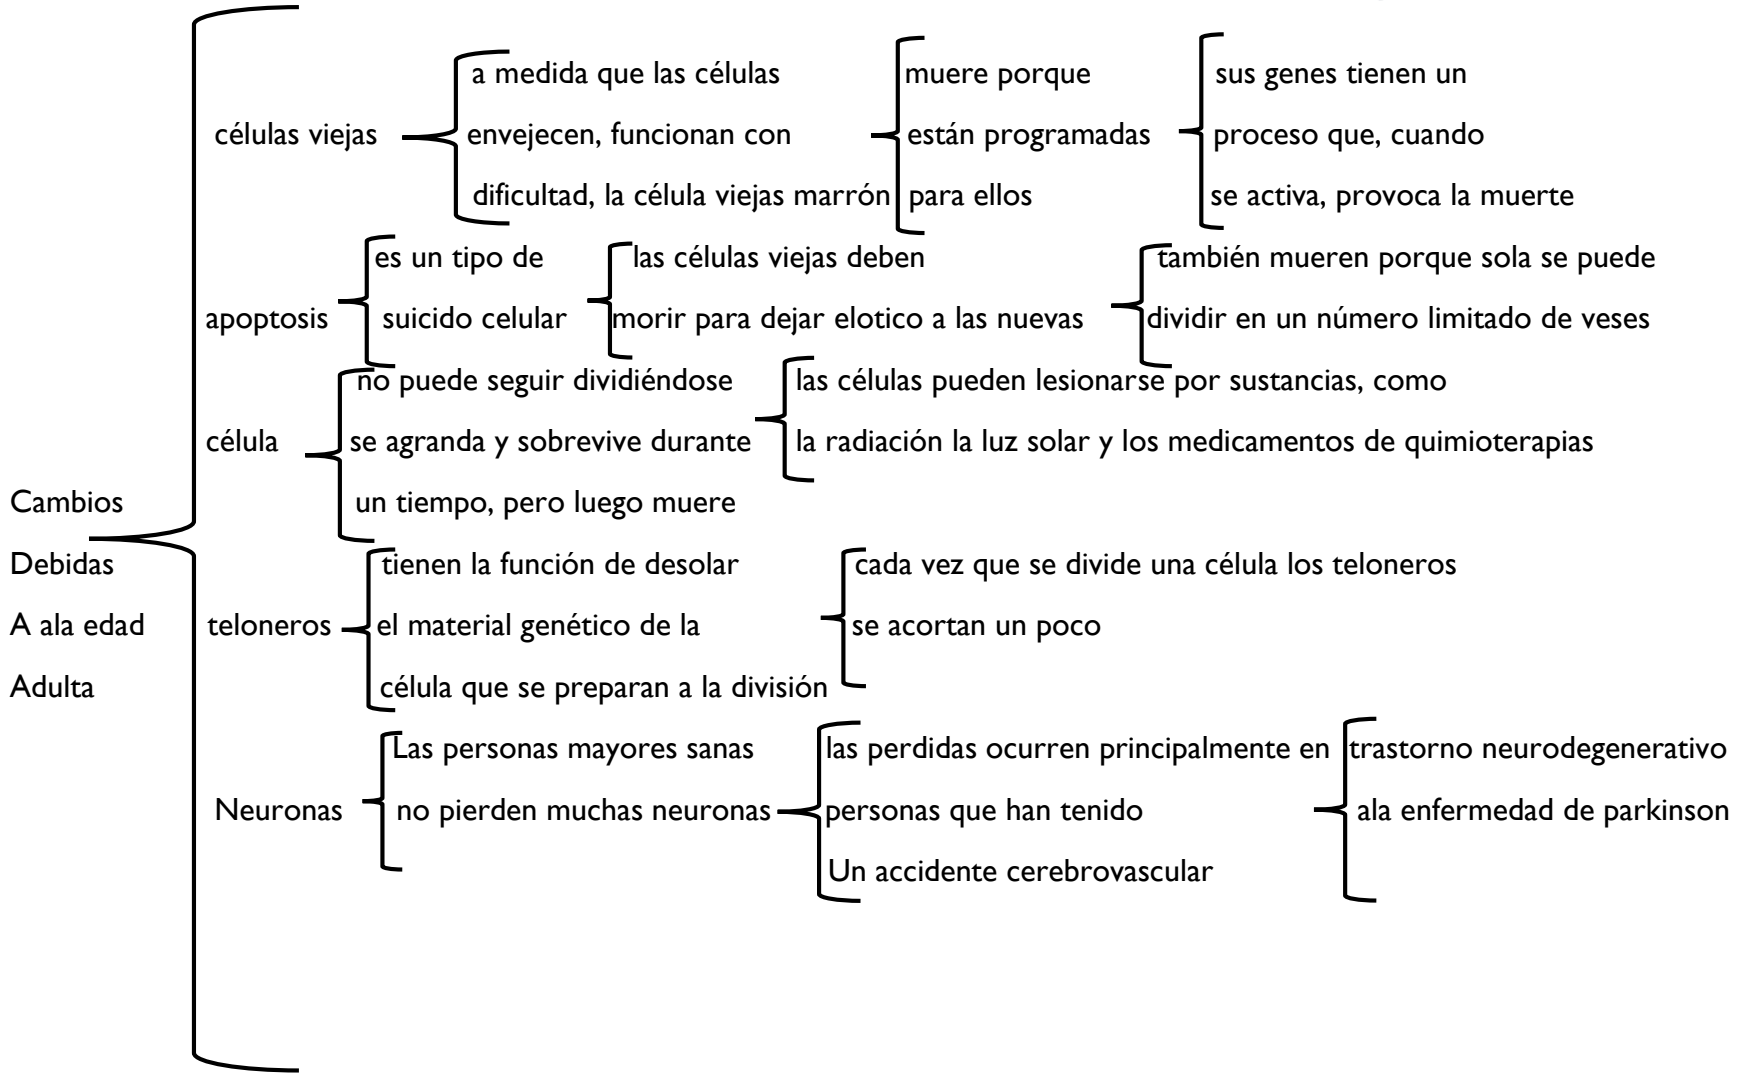 a medida que las células muere porque sus genes tienen un
células viejas envejecen, funcionan con están programadas proceso que, cuando
dificultad, la célula viejas marrón para ellos se activa, provoca la muerte
es un tipo de las células viejas deben también mueren porque sola se puede
apoptosis suicido celular morir para dejar elotico a las nuevas dividir en un número limitado de veses
no puede seguir dividiéndose las células pueden lesionarse por sustancias, como
célula se agranda y sobrevive durante la radiación la luz solar y los medicamentos de quimioterapias
Cambios un tiempo, pero luego muere
Debidas tienen la función de desolar cada vez que se divide una célula los teloneros
A ala edad teloneros el material genético de la se acortan un poco
Adulta célula que se preparan a la división
Las personas mayores sanas las perdidas ocurren principalmente en trastorno neurodegenerativo
Neuronas no pierden muchas neuronas personas que han tenido ala enfermedad de parkinson
Un accidente cerebrovascular